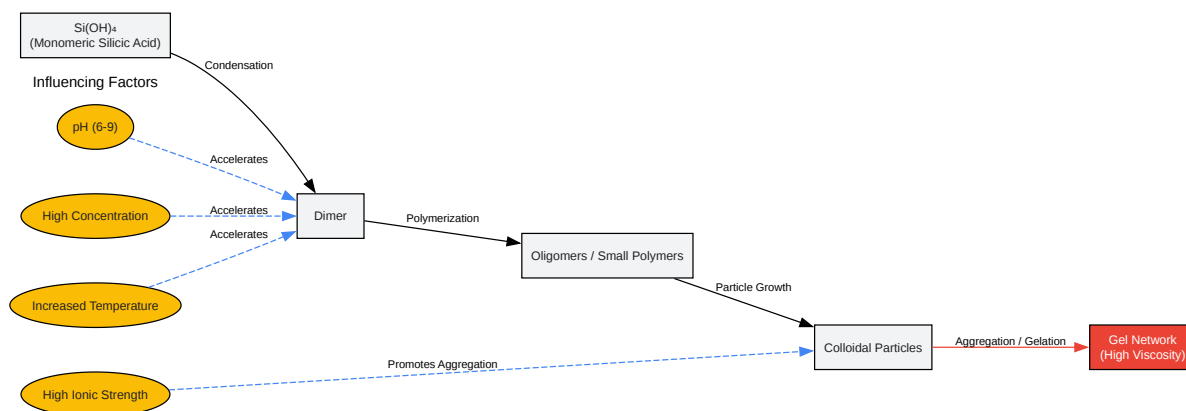 Si(OH)₄
(Monomeric Silicic Acid)
Condensation
Influencing Factors
pH (6-9)
Accelerates
High Concentration
Accelerates
Accelerates
Dimer
Polymerization
Increased Temperature
Oligomers / Small Polymers
Particle Growth
Colloidal Particles
Aggregation / Gelation
Gel Network
(High Viscosity)
Promotes Aggregation
High Ionic Strength